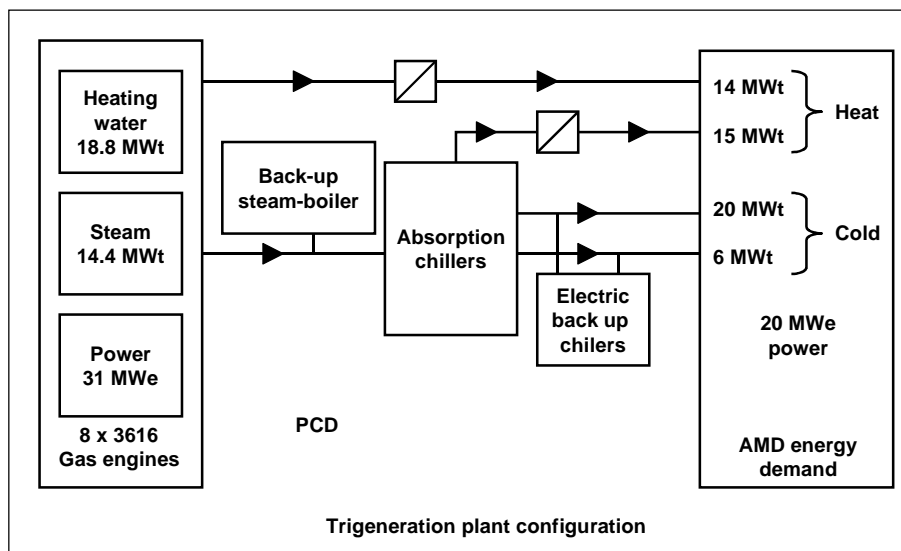 Heating
water
18.8 MWt
Steam
14.4 MWt
Power
31 MWe
8 x 3616
Gas engines
Back-up
steam-boiler
PCD
Absorption
chillers
Electric
back up
chilers
14 MWt
15 MWt
Heat
20 MWt
6 MWt
Cold
20 MWe
power
AMD energy
demand
Trigeneration plant configuration